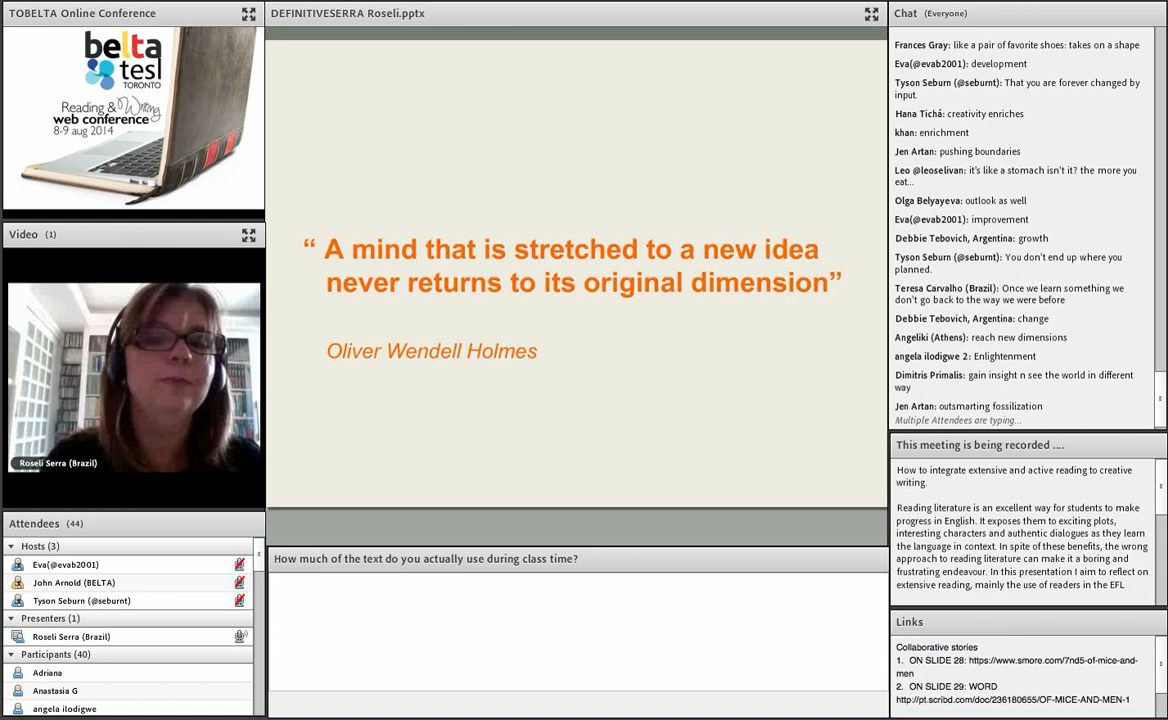 TOBELTA Online Conference
belta
tesl
TORONTO
Reading & Writing
web conference
8-9 aug 2014
Video (1)
Roseli Serra (Brazil)
Attendees (44)
Hosts (3)
Eva(@evab2001)
John Arnold (BELTA)
Tyson Seburn (@seburnt)
Presenters (1)
Roseli Serra (Brazil)
Participants (40)
Adriana
Anastasia G
angela ilodigwe
DEFINITIVESERRA Roseli.pptx
“ A mind that is stretched to a new idea
never returns to its original dimension”
Oliver Wendell Holmes
How much of the text do you actually use during class time?
Chat (Everyone)
Frances Gray: like a pair of favorite shoes: takes on a shape
Eva(@evab2001): development
Tyson Seburn (@seburnt): That you are forever changed by
input.
Hana Tichá: creativity enriches
khan: enrichment
Jen Artan: pushing boundaries
Leo @leoselivan: it's like a stomach isn't it? the more you
eat...
Olga Belyayeva: outlook as well
Eva(@evab2001): improvement
Debbie Tebovich, Argentina: growth
Tyson Seburn (@seburnt): You don't end up where you
planned.
Teresa Carvalho (Brazil): Once we learn something we
don't go back to the way we were before
Debbie Tebovich, Argentina: change
Angeliki (Athens): reach new dimensions
angela ilodigwe 2: Enlightenment
Dimitris Primalis: gain insight n see the world in different
way
Jen Artan: outsmarting fossilization
Multiple Attendees are typing...
This meeting is being recorded ....
How to integrate extensive and active reading to creative
writing.
Reading literature is an excellent way for students to make
progress in English. It exposes them to exciting plots,
interesting characters and authentic dialogues as they learn
the language in context. In spite of these benefits, the wrong
approach to reading literature can make it a boring and
frustrating endeavour. In this presentation I aim to reflect on
extensive reading, mainly the use of readers in the EFL
Links
Collaborative stories
1. ON SLIDE 28: https://www.smore.com/7nd5-of-mice-and-
men
2. ON SLIDE 29: WORD
http://pt.scribd.com/doc/236180655/OF-MICE-AND-MEN-1